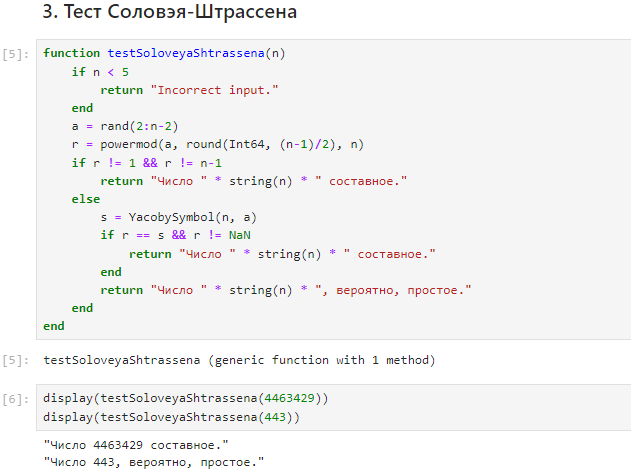 3. Тест Соловэя-Штрассена
[5]: function testSoloveyaShtrassena(n)
    if n < 5
        return "Incorrect input."
    end
    a = rand(2:n-2)
    r = powermod(a, round(Int64, (n-1)/2), n)
    if r != 1 && r != n-1
        return "Число " * string(n) * " составное."
    else
        s = YacobySymbol(n, a)
        if r == s && r != NaN
            return "Число " * string(n) * " составное."
        end
        return "Число " * string(n) * ", вероятно, простое."
    end
end
[5]: testSoloveyaShtrassena (generic function with 1 method)
[6]: display(testSoloveyaShtrassena(4463429))
display(testSoloveyaShtrassena(443))
"Число 4463429 составное."
"Число 443, вероятно, простое."